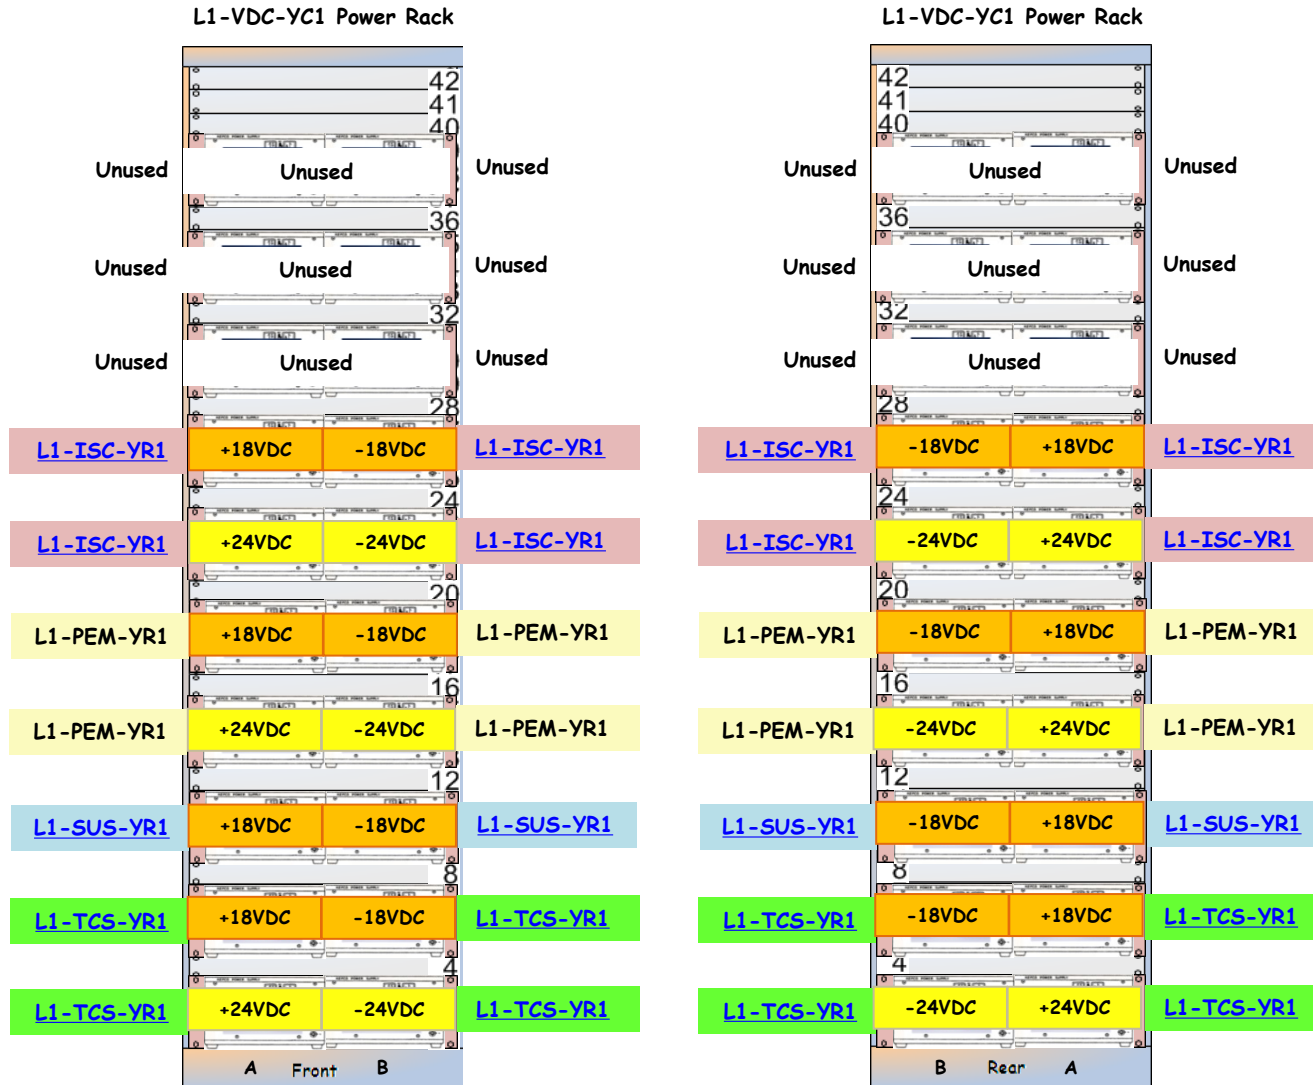 L1-VDC-YC1 Power Rack
42
41
40
Unused Unused Unused
36
Unused Unused Unused
32
Unused Unused Unused
28
L1-ISC-YR1 +18VDC -18VDC L1-ISC-YR1
24
L1-ISC-YR1 +24VDC -24VDC L1-ISC-YR1
20
L1-PEM-YR1 +18VDC -18VDC L1-PEM-YR1
16
L1-PEM-YR1 +24VDC -24VDC L1-PEM-YR1
12
L1-SUS-YR1 +18VDC -18VDC L1-SUS-YR1
8
L1-TCS-YR1 +18VDC -18VDC L1-TCS-YR1
4
L1-TCS-YR1 +24VDC -24VDC L1-TCS-YR1
A Front B
L1-VDC-YC1 Power Rack
42
41
40
Unused Unused Unused
36
Unused Unused Unused
32
Unused Unused Unused
28
L1-ISC-YR1 -18VDC +18VDC L1-ISC-YR1
24
L1-ISC-YR1 -24VDC +24VDC L1-ISC-YR1
20
L1-PEM-YR1 -18VDC +18VDC L1-PEM-YR1
16
L1-PEM-YR1 -24VDC +24VDC L1-PEM-YR1
12
L1-SUS-YR1 -18VDC +18VDC L1-SUS-YR1
8
L1-TCS-YR1 -18VDC +18VDC L1-TCS-YR1
4
L1-TCS-YR1 -24VDC +24VDC L1-TCS-YR1
B Rear A